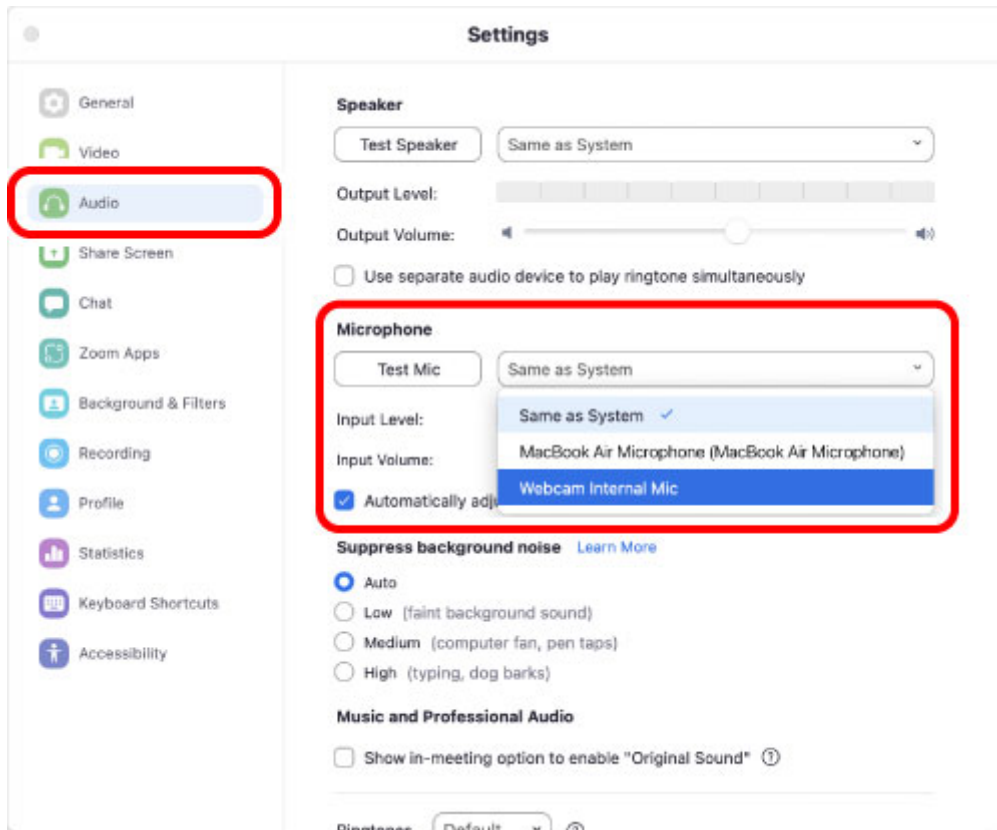 Settings
General
Video
Audio
Share Screen
Chat
Zoom Apps
Background & Filters
Recording
Profile
Statistics
Keyboard Shortcuts
Accessibility
Speaker
Test Speaker
Same as System
Output Level:
Output Volume:
Use separate audio device to play ringtone simultaneously
Microphone
Test Mic
Same as System
Input Level:
Same as System
MacBook Air Microphone (MacBook Air Microphone)
Input Volume:
Webcam Internal Mic
Automatically adju
Suppress background noise Learn More
Auto
Low (faint background sound)
Medium (computer fan, pen taps)
High (typing, dog barks)
Music and Professional Audio
Show in-meeting option to enable "Original Sound" ?
Ringtones Default ?